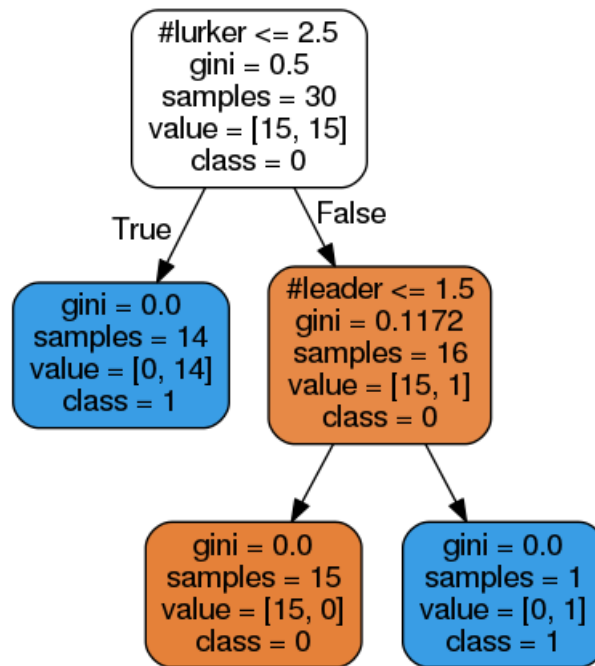 #lurker <= 2.5
gini = 0.5
samples = 30
value = [15, 15]
class = 0
True
False
gini = 0.0
samples = 14
value = [0, 14]
class = 1
#leader <= 1.5
gini = 0.1172
samples = 16
value = [15, 1]
class = 0
gini = 0.0
samples = 15
value = [15, 0]
class = 0
gini = 0.0
samples = 1
value = [0, 1]
class = 1